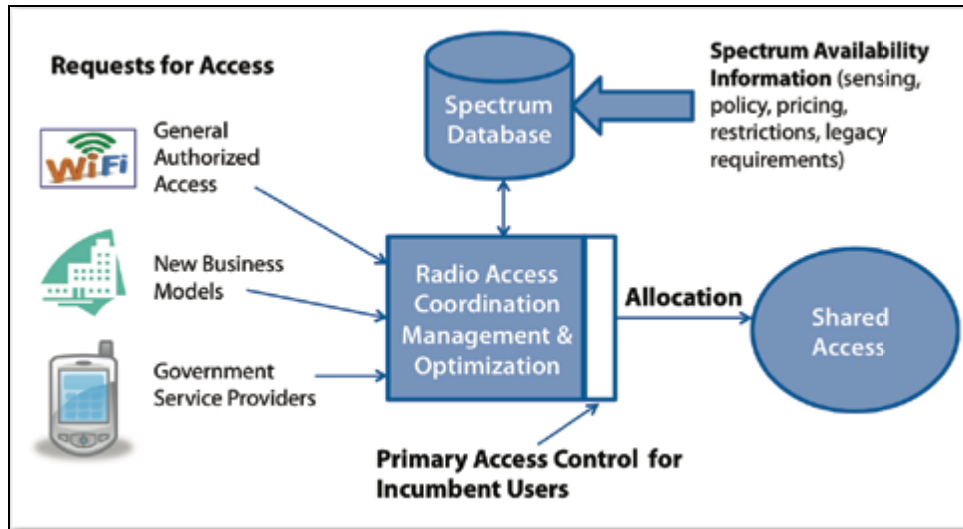 Requests for Access
WiFi
General
Authorized
Access
New Business
Models
Government
Service Providers
Spectrum
Database
Spectrum Availability
Information (sensing,
policy, pricing,
restrictions, legacy
requirements)
Radio Access
Coordination
Management &
Optimization
Allocation
Shared
Access
Primary Access Control for
Incumbent Users